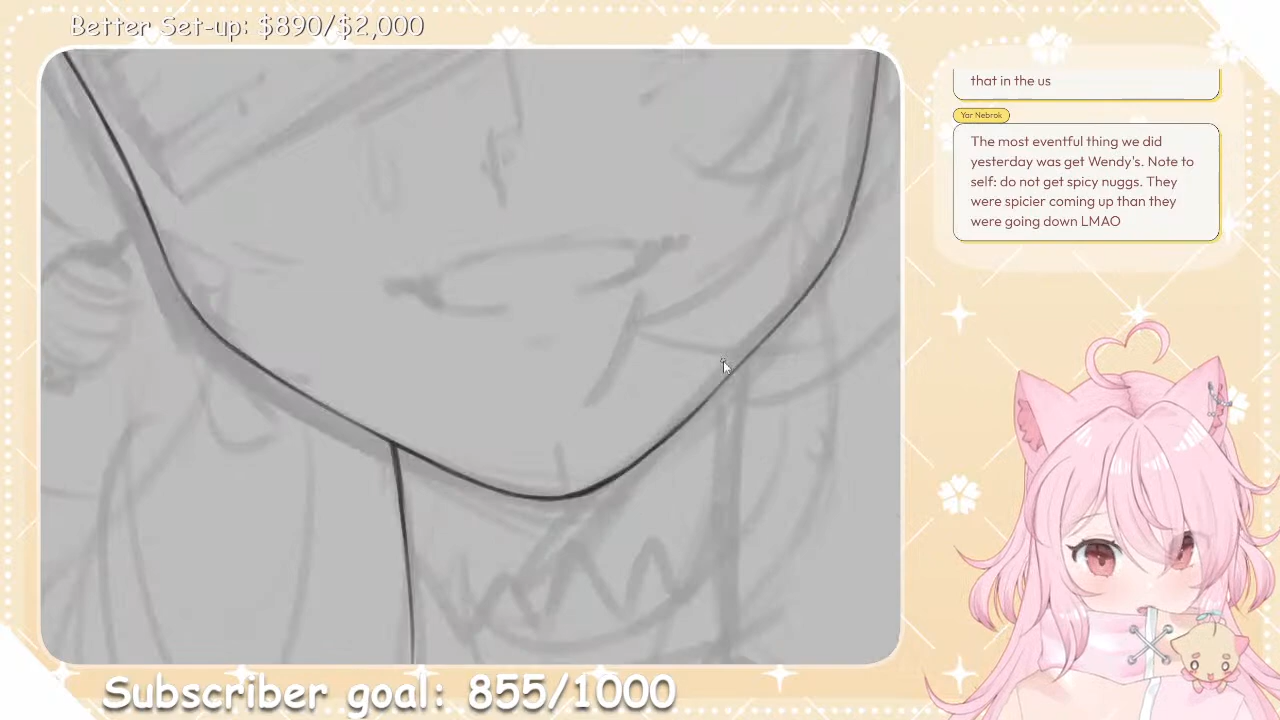 Better Set-up: $890/$2,000
that in the us
Yar Nebrok
The most eventful thing we did
yesterday was get Wendy's. Note to
self: do not get spicy nuggs. They
were spicier coming up than they
were going down LMAO
Subscriber goal: 855/1000